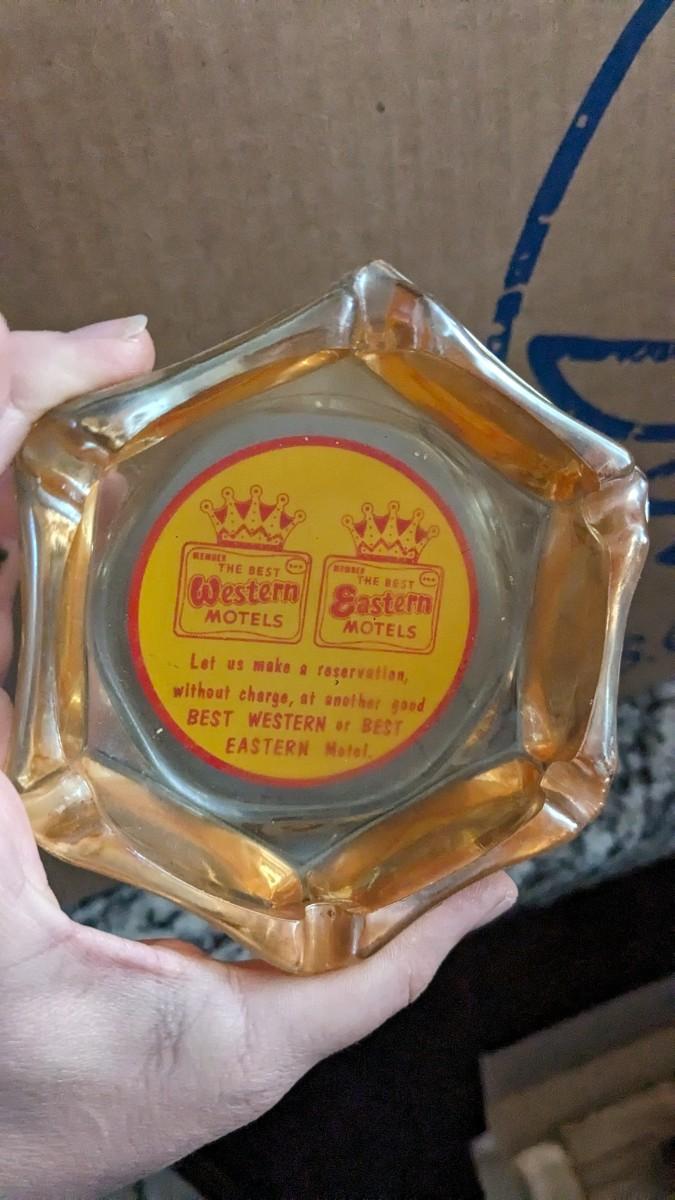 MEMBER
THE BEST
Western
MOTELS
MEMBER
THE BEST
Eastern
MOTELS
Let us make a reservation,
without charge, at another good
BEST WESTERN or BEST
EASTERN Motel.